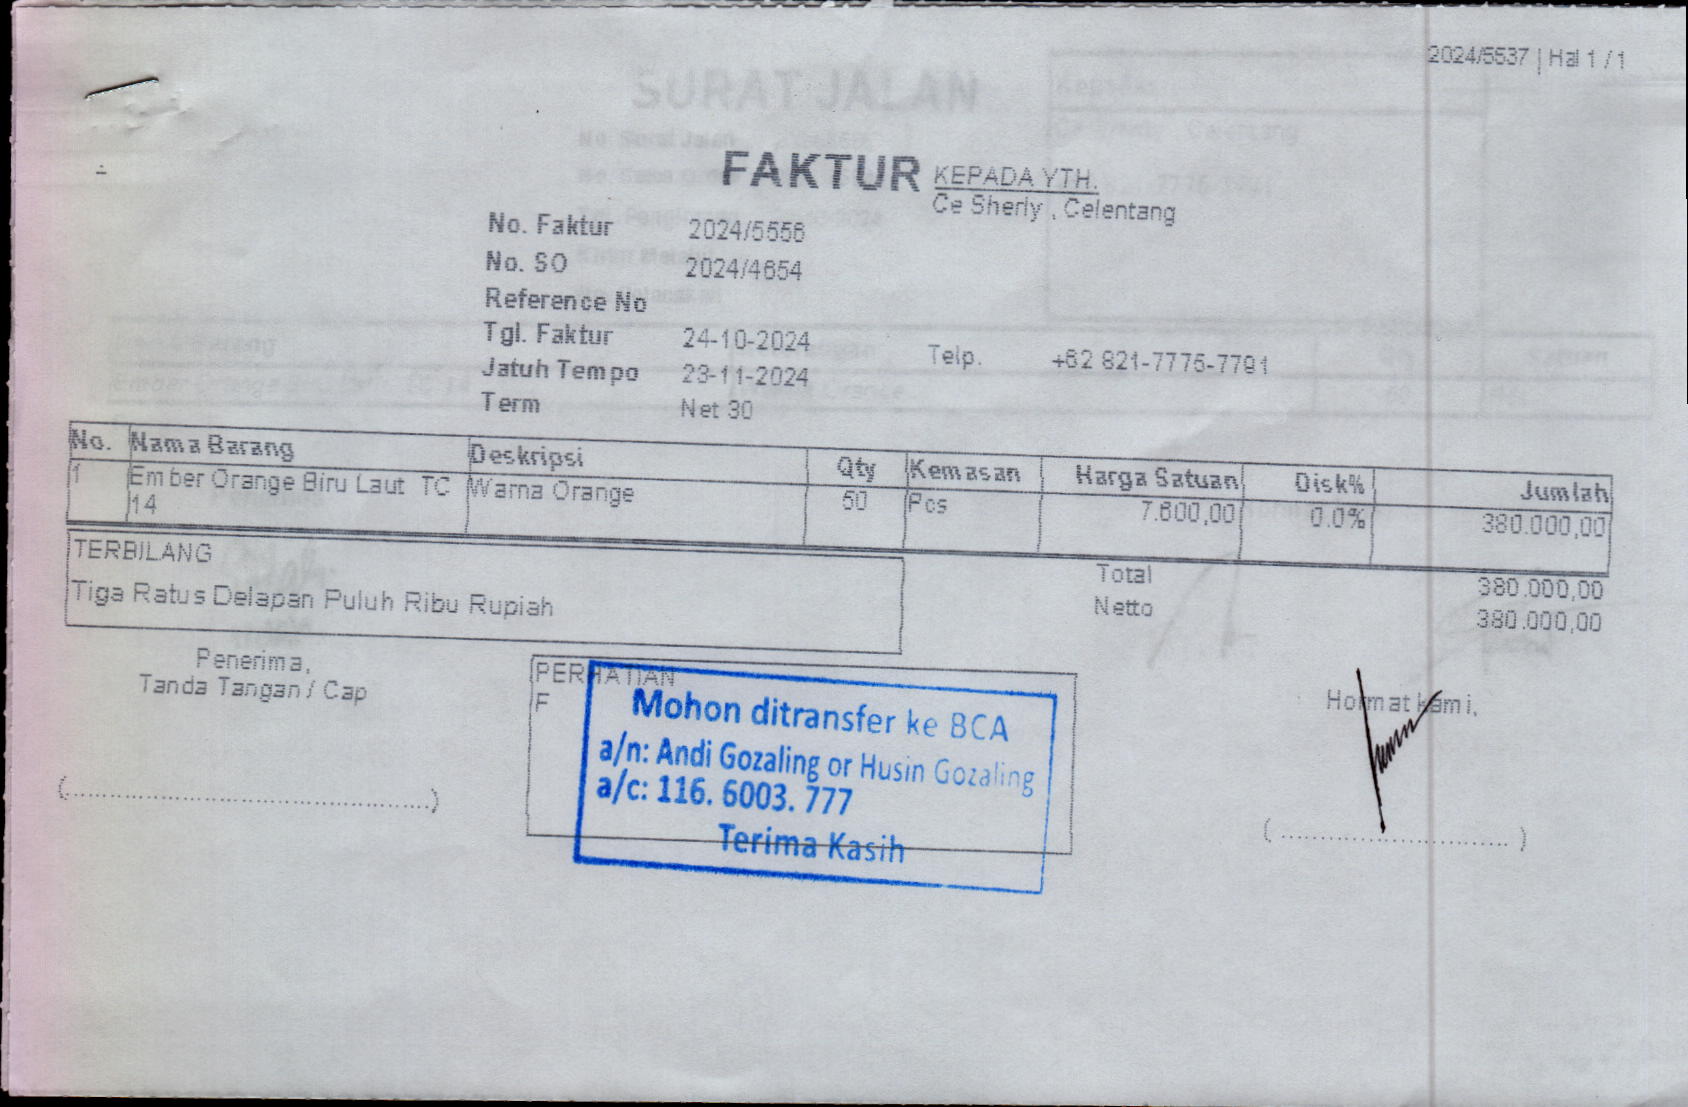 2024/5537 | Hal 1 / 1
FAKTUR
KEPADA YTH.
Ce Sherly , Celentang
No. Faktur 2024/5556
No. SO 2024/4654
Reference No
Tgl. Faktur 24-10-2024
Telp. +62 821-7775-7791
Jatuh Tempo 23-11-2024
Term Net 30
No. Nama Barang Deskripsi Qty Kemasan Harga Satuan Disk% Jumlah
1 Ember Orange Biru Laut TC 14 Warna Orange 50 Pcs 7.600,00 0.0% 380.000,00
TERBILANG
Tiga Ratus Delapan Puluh Ribu Rupiah
Total 380.000,00
Netto 380.000,00
Penerima,
Tanda Tangan / Cap
PERHATIAN
F
Mohon ditransfer ke BCA
a/n: Andi Gozaling or Husin Gozaling
a/c: 116. 6003. 777
Terima Kasih
Hormat kami,
SURAT JALAN